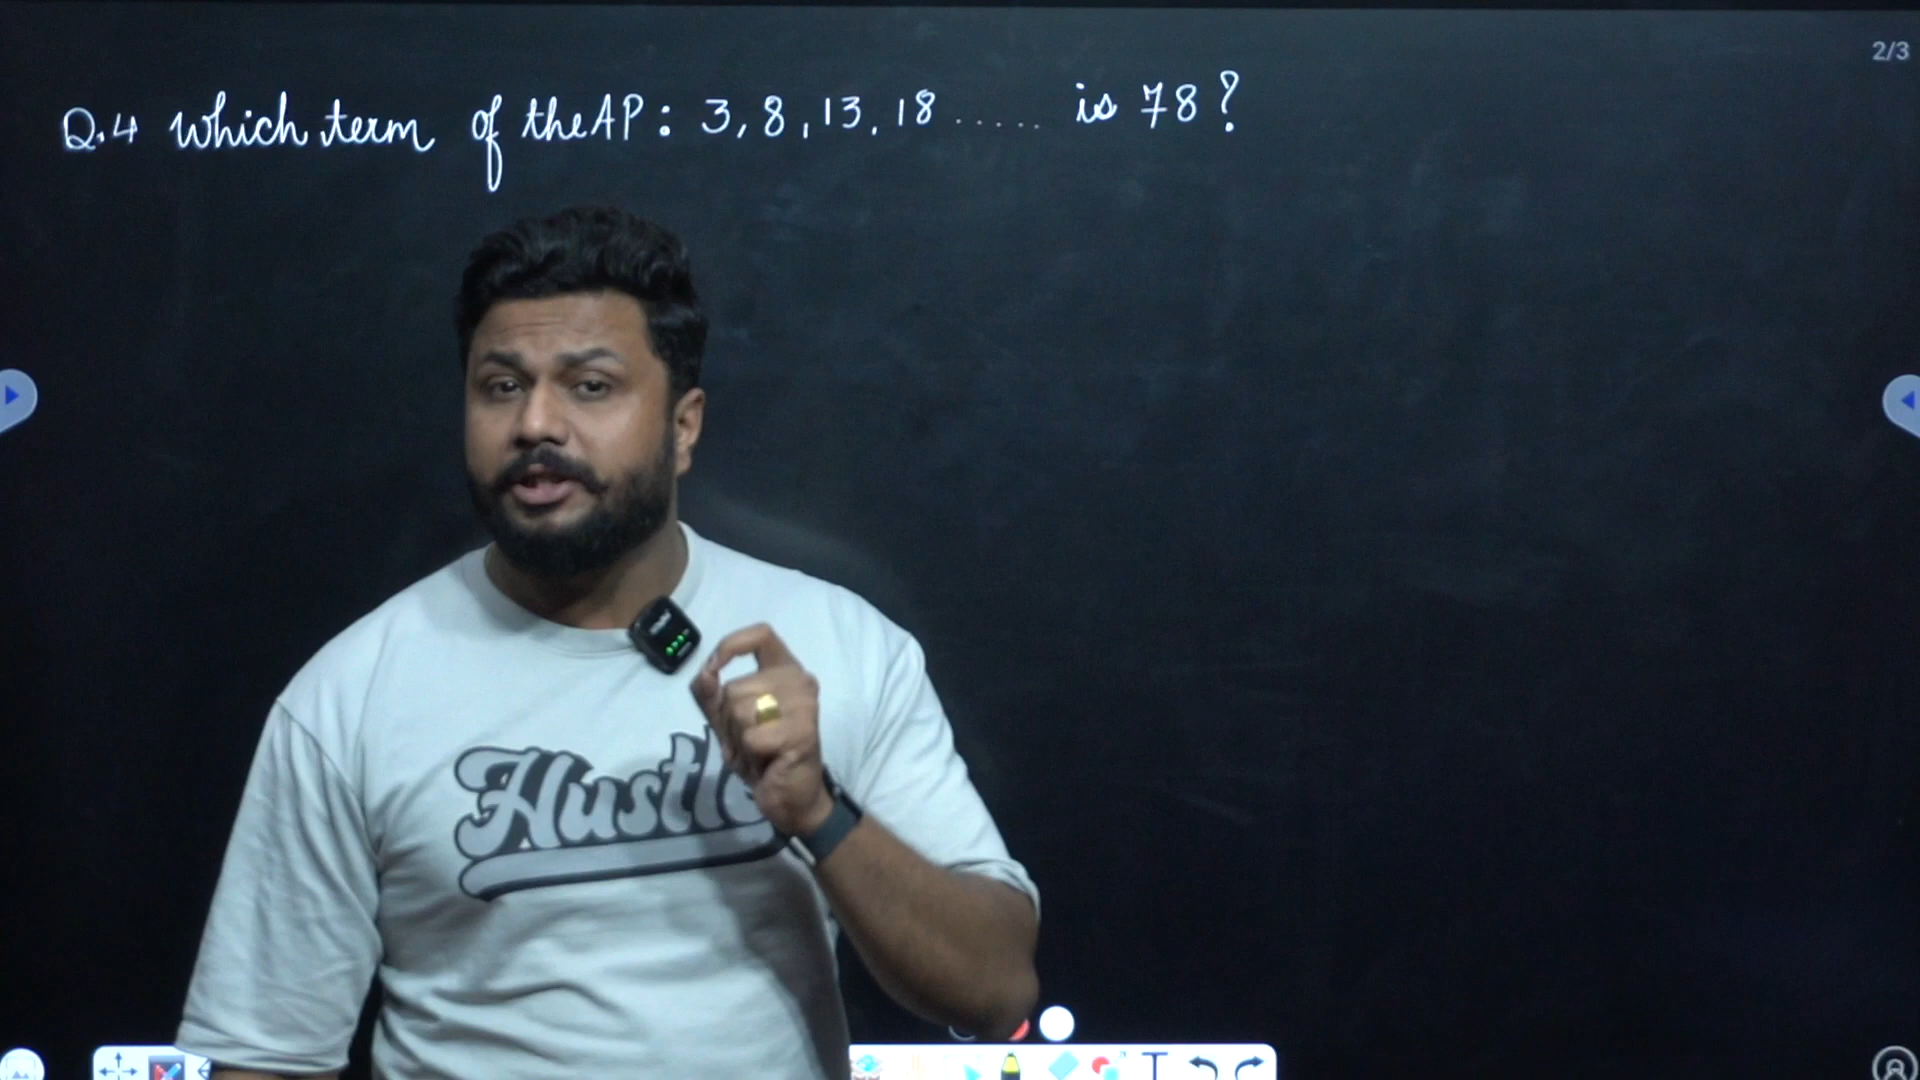 2/3
Q.4 which term of the AP: 3, 8, 13, 18 ..... is 78?
Hustle
T